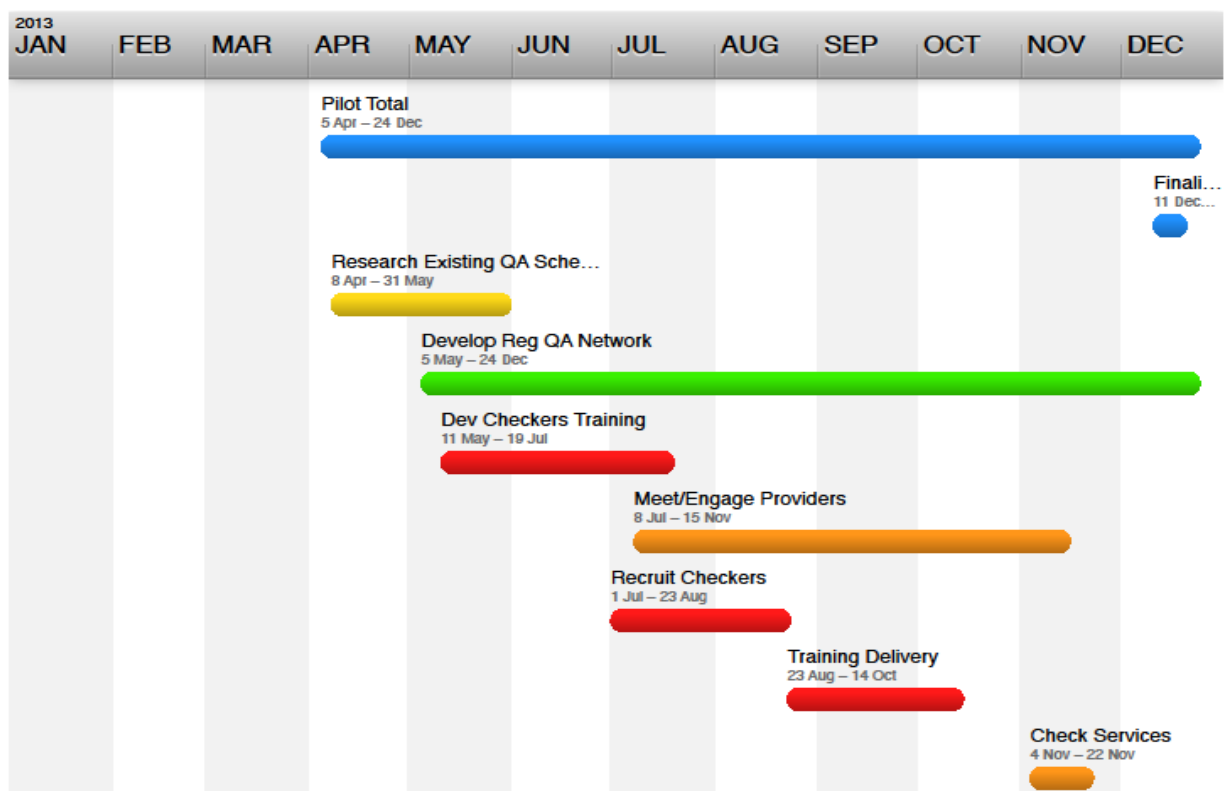 2013
JAN FEB MAR APR MAY JUN JUL AUG SEP OCT NOV DEC
Pilot Total
5 Apr – 24 Dec
Finali…
11 Dec…
Research Existing QA Sche…
8 Apr – 31 May
Develop Reg QA Network
5 May – 24 Dec
Dev Checkers Training
11 May – 19 Jul
Meet/Engage Providers
8 Jul – 15 Nov
Recruit Checkers
1 Jul – 23 Aug
Training Delivery
23 Aug – 14 Oct
Check Services
4 Nov – 22 Nov